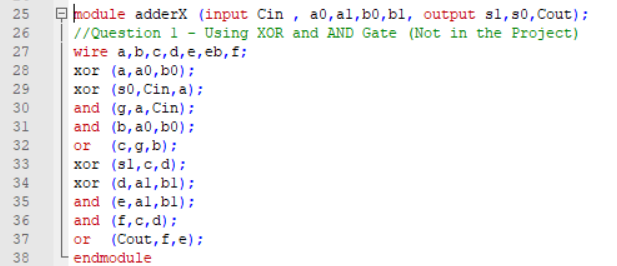 25 module adderX (input Cin , a0,a1,b0,b1, output s1,s0,Cout);
26 //Question 1 - Using XOR and AND Gate (Not in the Project)
27 wire a,b,c,d,e,eb,f;
28 xor (a,a0,b0);
29 xor (s0,Cin,a);
30 and (g,a,Cin);
31 and (b,a0,b0);
32 or  (c,g,b);
33 xor (s1,c,d);
34 xor (d,a1,b1);
35 and (e,a1,b1);
36 and (f,c,d);
37 or  (Cout,f,e);
38 endmodule